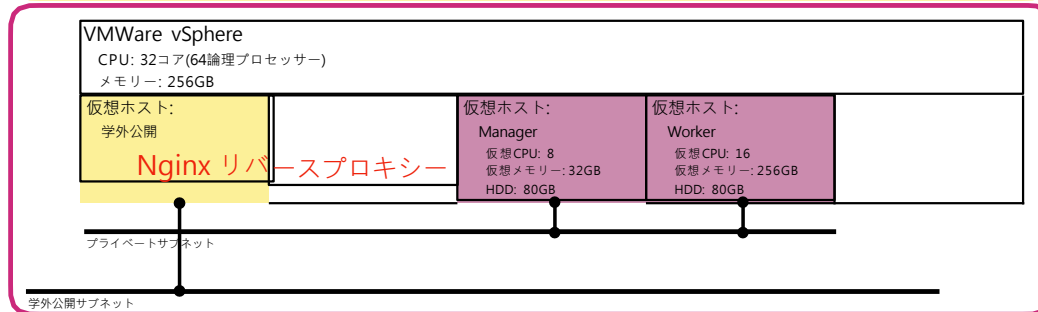 VMWare vSphere
CPU: 32コア(64論理プロセッサー)
メモリー: 256GB
仮想ホスト:
学外公開
Nginx リバースプロキシー
仮想ホスト:
Manager
仮想CPU: 8
仮想メモリー: 32GB
HDD: 80GB
仮想ホスト:
Worker
仮想CPU: 16
仮想メモリー: 256GB
HDD: 80GB
プライベートサブネット
学外公開サブネット